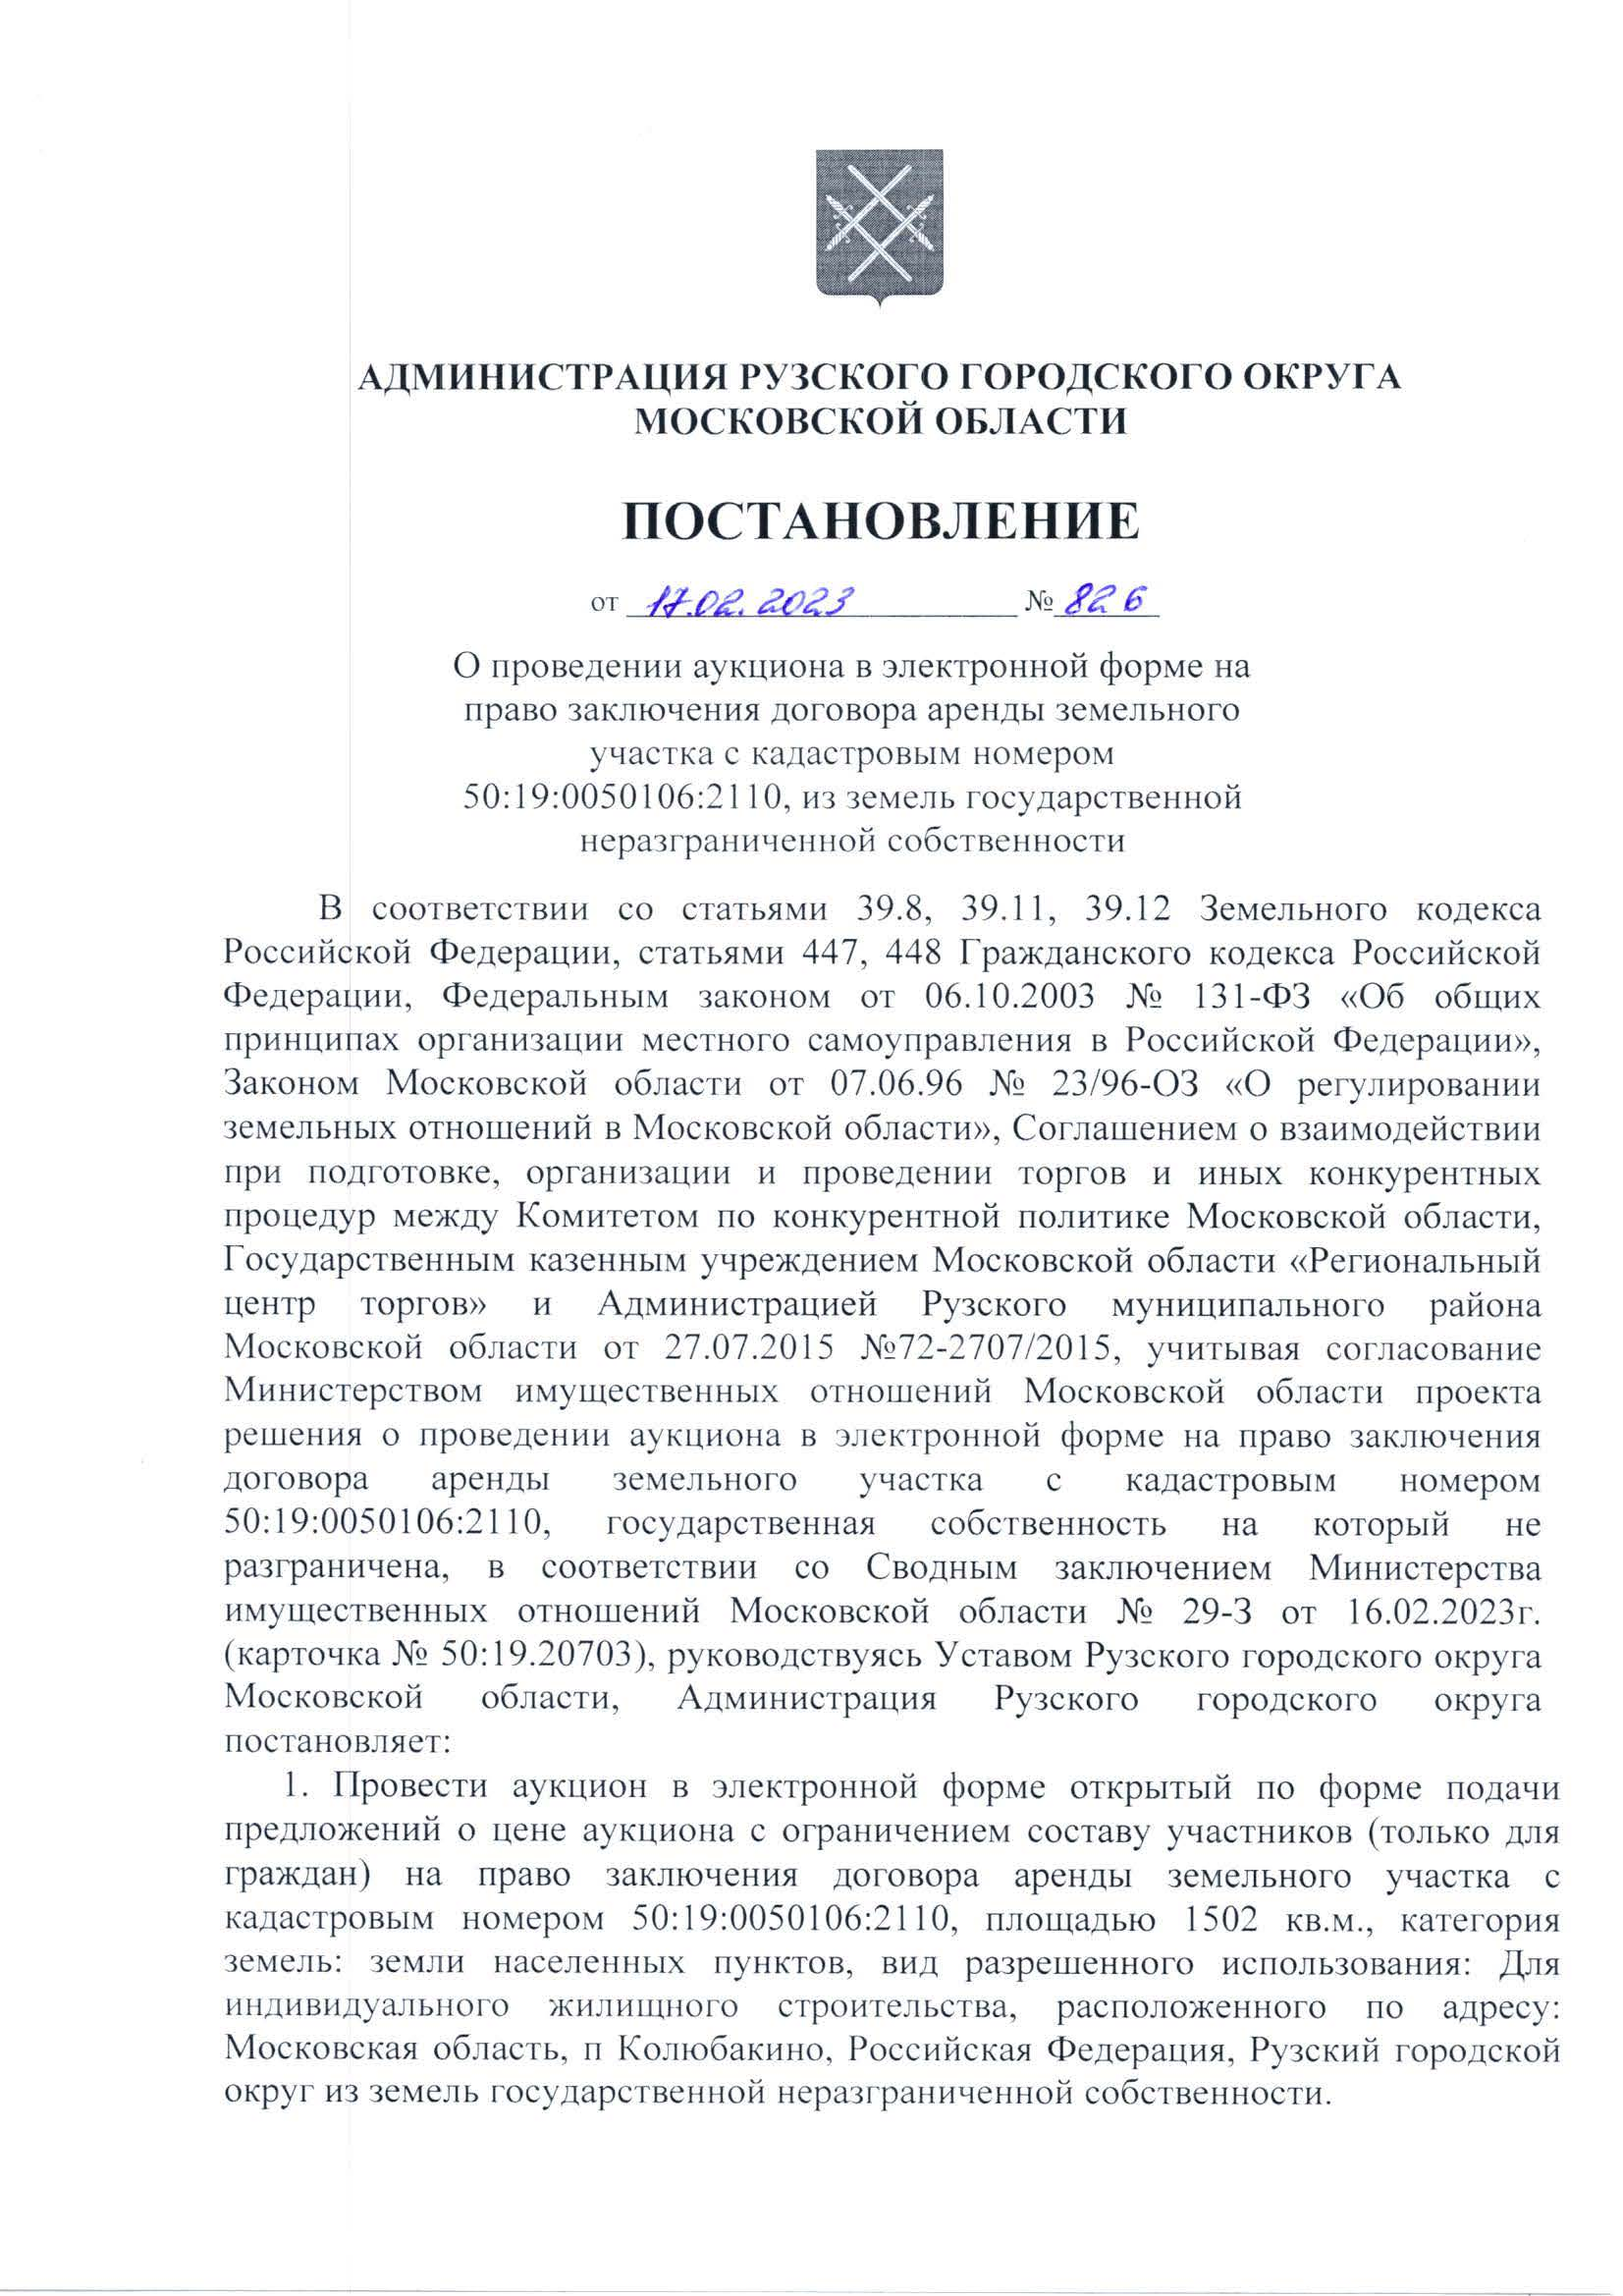 АДМИНИСТРАЦИЯ РУЗСКОГО ГОРОДСКОГО ОКРУГА
МОСКОВСКОЙ ОБЛАСТИ
ПОСТАНОВЛЕНИЕ
от 17.02.2023 № 826
О проведении аукциона в электронной форме на
право заключения договора аренды земельного
участка с кадастровым номером
50:19:0050106:2110, из земель государственной
неразграниченной собственности
В соответствии со статьями 39.8, 39.11, 39.12 Земельного кодекса
Российской Федерации, статьями 447, 448 Гражданского кодекса Российской
Федерации, Федеральным законом от 06.10.2003 № 131-ФЗ «Об общих
принципах организации местного самоуправления в Российской Федерации»,
Законом Московской области от 07.06.96 № 23/96-ОЗ «О регулировании
земельных отношений в Московской области», Соглашением о взаимодействии
при подготовке, организации и проведении торгов и иных конкурентных
процедур между Комитетом по конкурентной политике Московской области,
Государственным казенным учреждением Московской области «Региональный
центр торгов» и Администрацией Рузского муниципального района
Московской области от 27.07.2015 №72-2707/2015, учитывая согласование
Министерством имущественных отношений Московской области проекта
решения о проведении аукциона в электронной форме на право заключения
договора аренды земельного участка с кадастровым номером
50:19:0050106:2110, государственная собственность на который не
разграничена, в соответствии со Сводным заключением Министерства
имущественных отношений Московской области № 29-З от 16.02.2023г.
(карточка № 50:19.20703), руководствуясь Уставом Рузского городского округа
Московской области, Администрация Рузского городского округа
постановляет:
1. Провести аукцион в электронной форме открытый по форме подачи
предложений о цене аукциона с ограничением составу участников (только для
граждан) на право заключения договора аренды земельного участка с
кадастровым номером 50:19:0050106:2110, площадью 1502 кв.м., категория
земель: земли населенных пунктов, вид разрешенного использования: Для
индивидуального жилищного строительства, расположенного по адресу:
Московская область, п Колюбакино, Российская Федерация, Рузский городской
округ из земель государственной неразграниченной собственности.